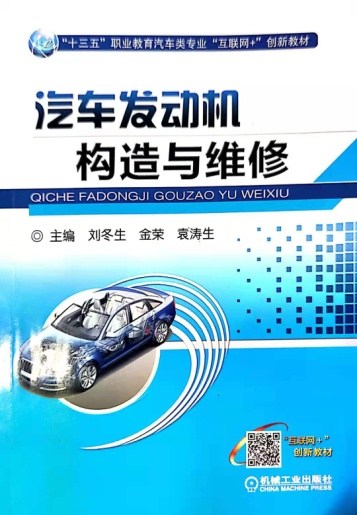 “十三五”职业教育汽车类专业“互联网+”创新教材
汽车发动机
构造与维修
QICHE FADONGJI GOUZAO YU WEIXIU
◎ 主编 刘冬生 金荣 袁涛生
“互联网+”
创新教材
机械工业出版社
CHINA MACHINE PRESS